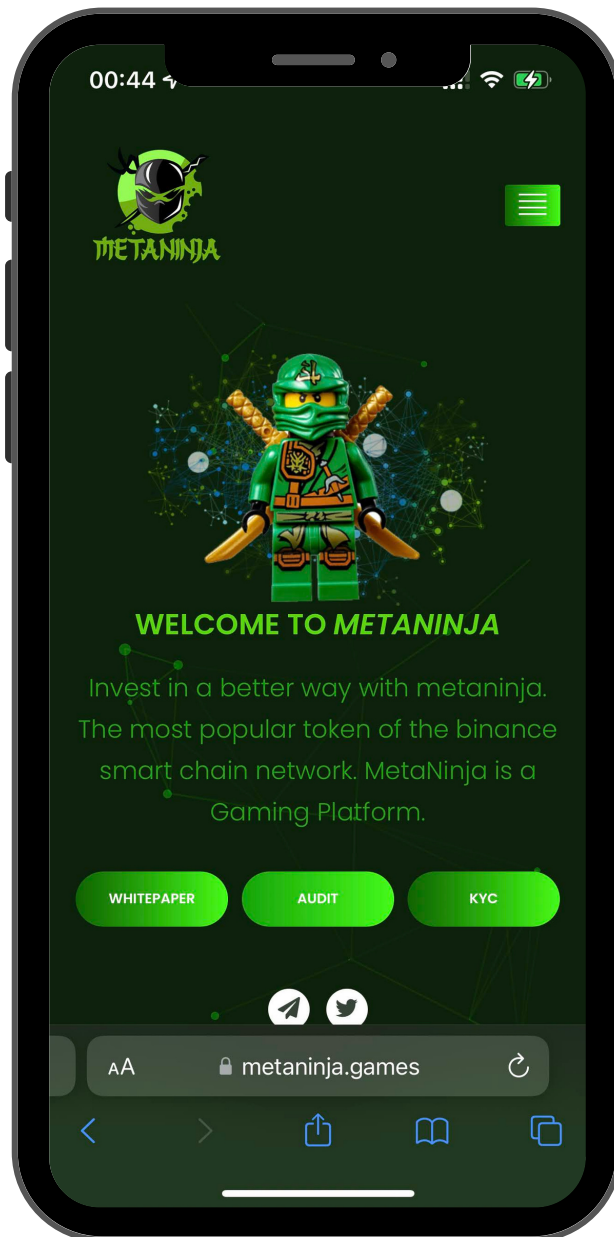 00:44
METANINJA
WELCOME TO METANINJA
Invest in a better way with metaninja.
The most popular token of the binance
smart chain network. MetaNinja is a
Gaming Platform.
WHITEPAPER AUDIT KYC
AA metaninja.games